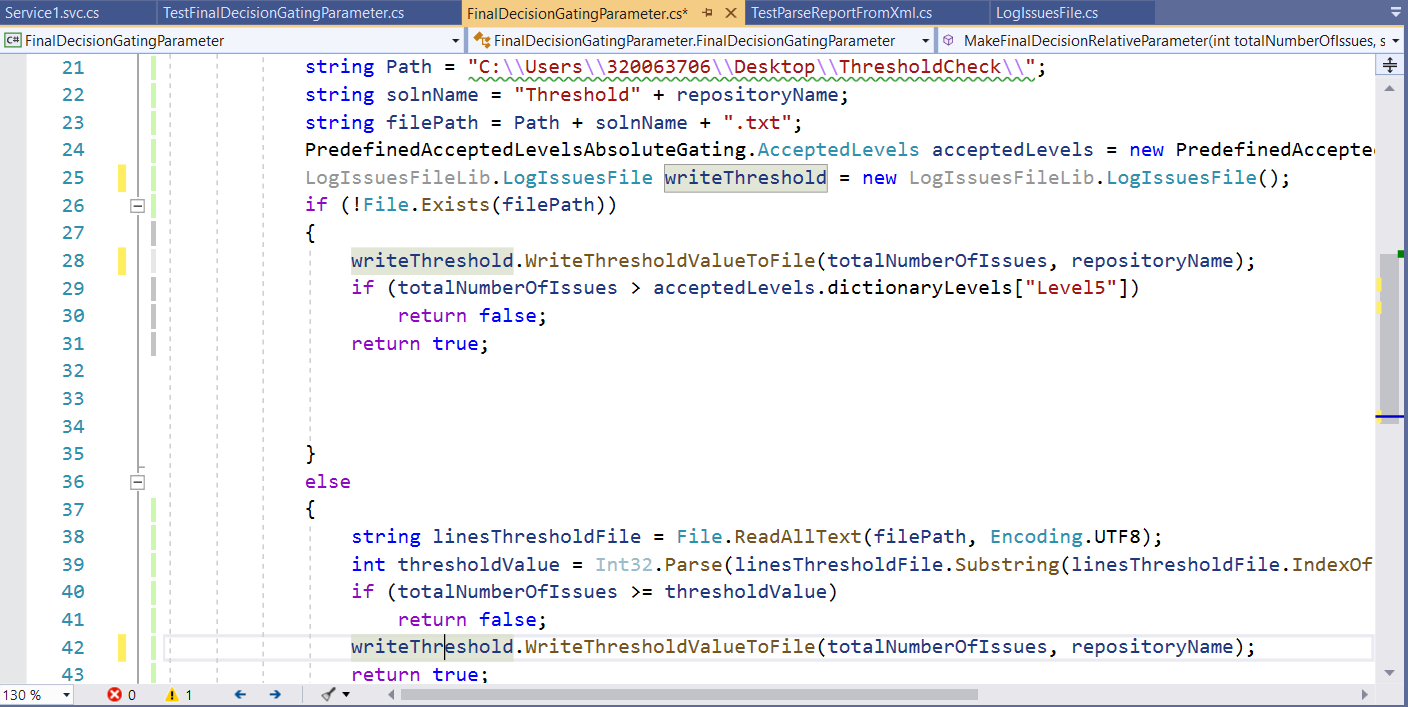 Service1.svc.cs TestFinalDecisionGatingParameter.cs FinalDecisionGatingParameter.cs* TestParseReportFromXml.cs LogIssuesFile.cs
C# FinalDecisionGatingParameter FinalDecisionGatingParameter.FinalDecisionGatingParameter MakeFinalDecisionRelativeParameter(int totalNumberOfIssues, s
21 string Path = "C:\\Users\\320063706\\Desktop\\ThresholdCheck\\";
22 string solnName = "Threshold" + repositoryName;
23 string filePath = Path + solnName + ".txt";
24 PredefinedAcceptedLevelsAbsoluteGating.AcceptedLevels acceptedLevels = new PredefinedAccepte
25 LogIssuesFileLib.LogIssuesFile writeThreshold = new LogIssuesFileLib.LogIssuesFile();
26 if (!File.Exists(filePath))
27 {
28 writeThreshold.WriteThresholdValueToFile(totalNumberOfIssues, repositoryName);
29 if (totalNumberOfIssues > acceptedLevels.dictionaryLevels["Level5"])
30 return false;
31 return true;
32
33
34
35 }
36 else
37 {
38 string linesThresholdFile = File.ReadAllText(filePath, Encoding.UTF8);
39 int thresholdValue = Int32.Parse(linesThresholdFile.Substring(linesThresholdFile.IndexOf
40 if (totalNumberOfIssues >= thresholdValue)
41 return false;
42 writeThreshold.WriteThresholdValueToFile(totalNumberOfIssues, repositoryName);
43 return true;
130 % 0 1